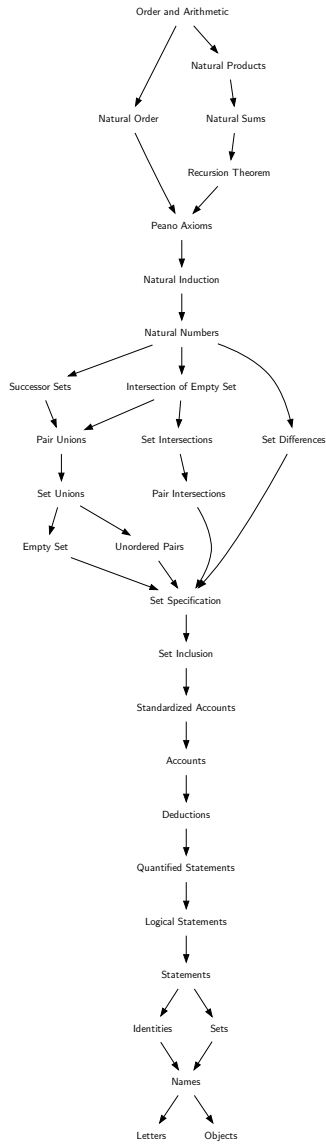 Order and Arithmetic
Natural Products
Natural Order
Natural Sums
Recursion Theorem
Peano Axioms
Natural Induction
Natural Numbers
Successor Sets
Intersection of Empty Set
Pair Unions
Set Intersections
Set Differences
Set Unions
Pair Intersections
Empty Set
Unordered Pairs
Set Specification
Set Inclusion
Standardized Accounts
Accounts
Deductions
Quantified Statements
Logical Statements
Statements
Identities
Sets
Names
Letters
Objects